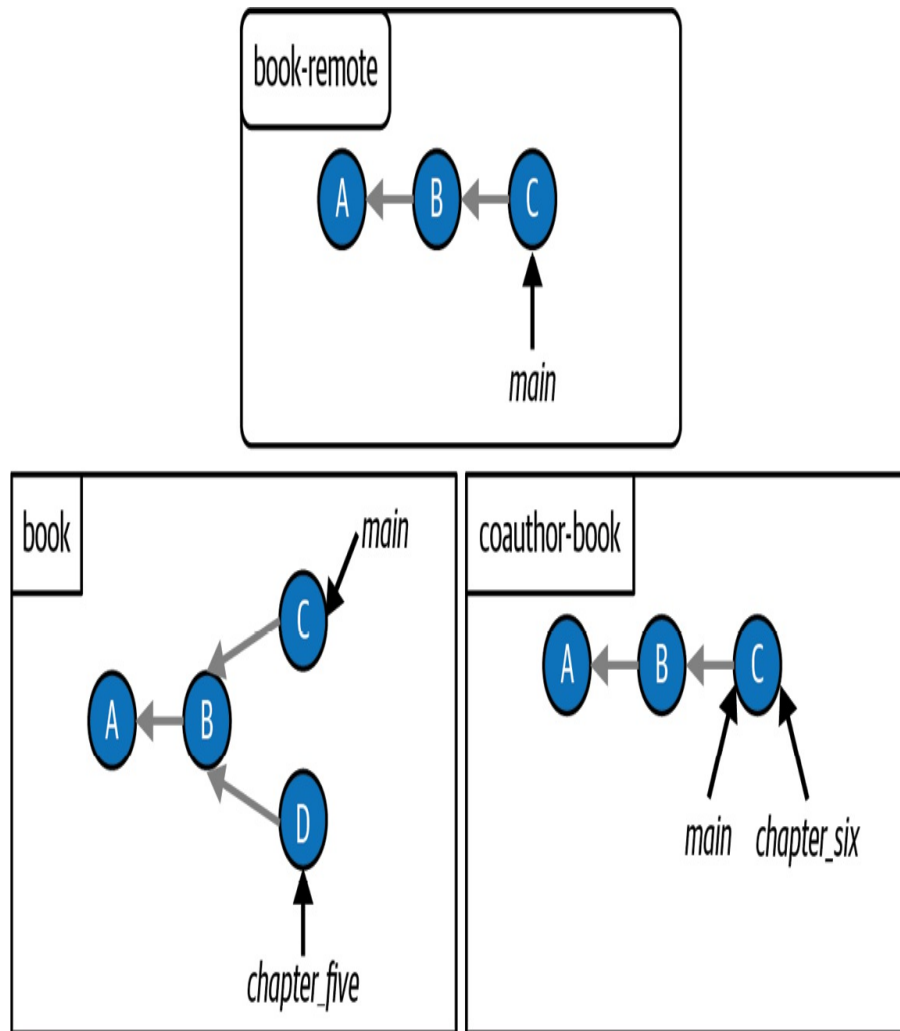 book-remote
A
B
C
main
book
main
C
A
B
D
chapter_five
coauthor-book
A
B
C
main
chapter_six